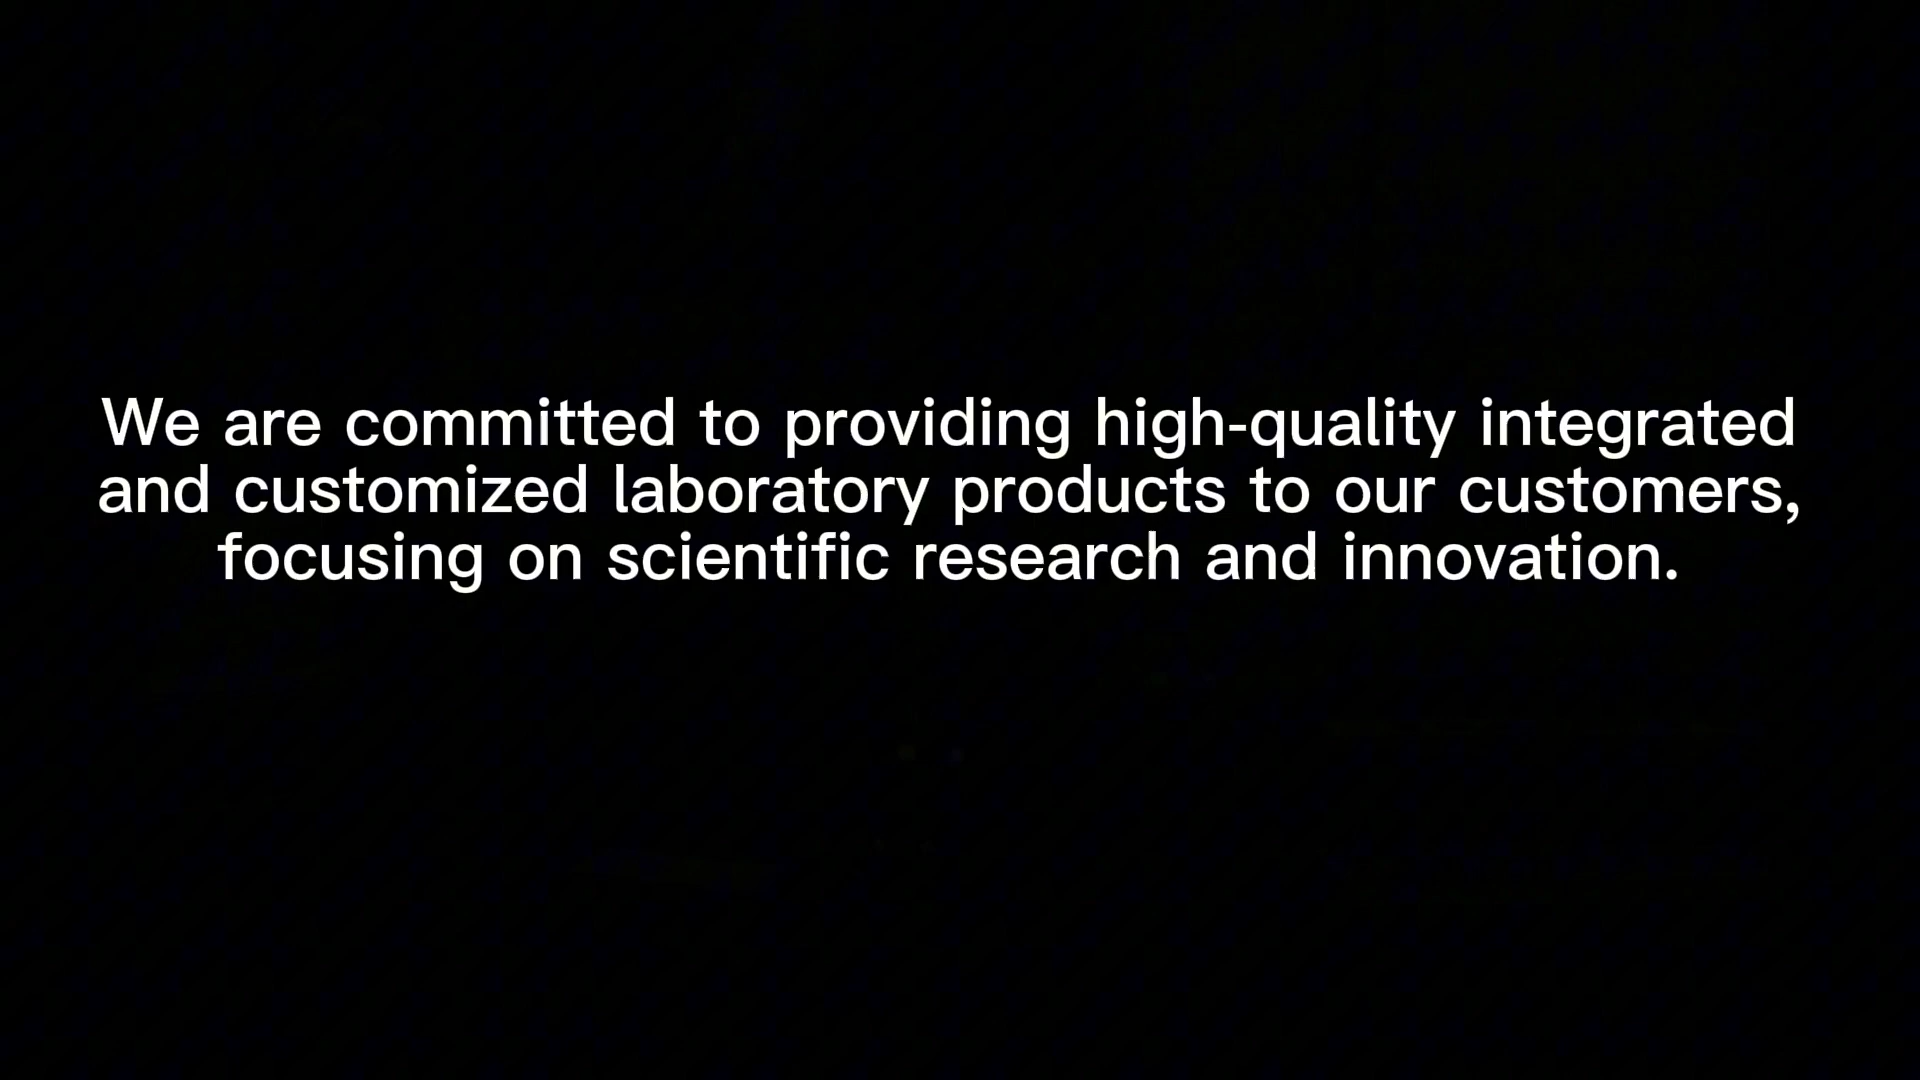 We are committed to providing high-quality integrated
and customized laboratory products to our customers,
focusing on scientific research and innovation.